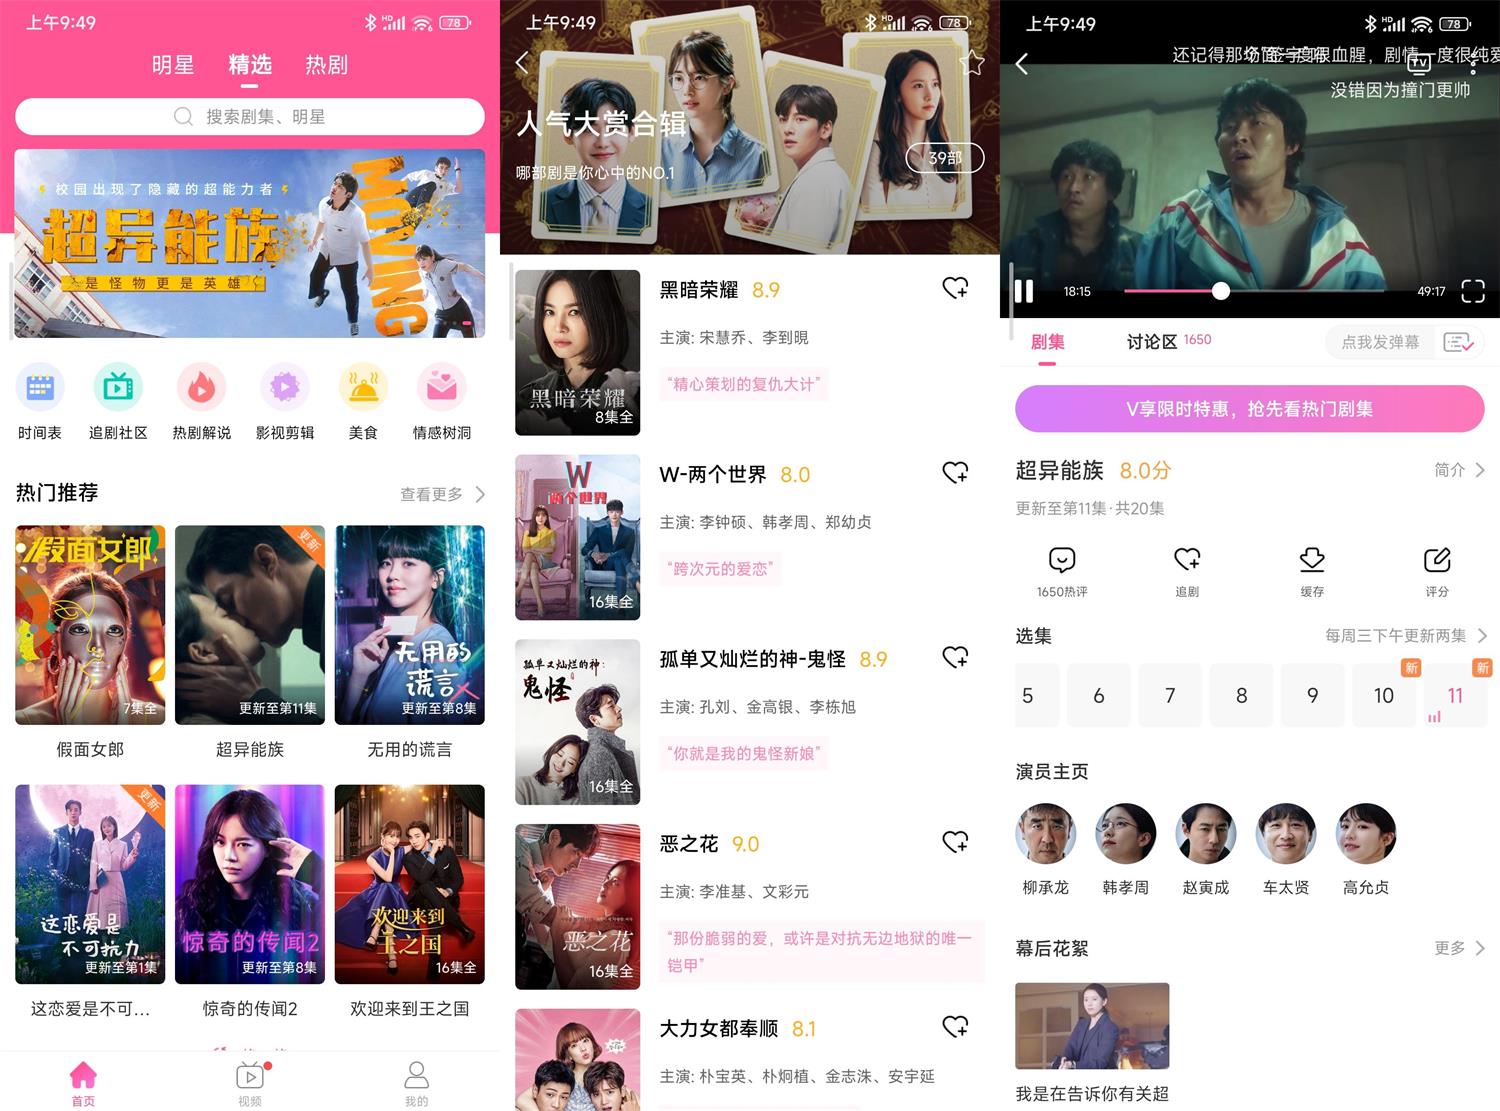 上午9:49
HD
78
明星
精选
热剧
搜索剧集、明星
校园出现了隐藏的超能力者
超异能族
是怪物更是英雄
MOVING
时间表
追剧社区
热剧解说
影视剪辑
美食
情感树洞
热门推荐
查看更多
假面女郎
7集全
更新
更新至第11集
无用的
谎言
更新至第8集
假面女郎
超异能族
无用的谎言
更新
这恋爱是
不可抗力
更新至第1集
惊奇的传闻2
更新至第8集
欢迎来到
王之国
16集全
这恋爱是不可...
惊奇的传闻2
欢迎来到王之国
首页
视频
我的
上午9:49
HD
78
人气大赏合辑
39部
哪部剧是你心中的NO.1
黑暗荣耀
8集全
黑暗荣耀 8.9
主演: 宋慧乔、李到晛
“精心策划的复仇大计”
W
两个世界
16集全
W-两个世界 8.0
主演: 李钟硕、韩孝周、郑幼贞
“跨次元的爱恋”
孤单又灿烂的神:
鬼怪
16集全
孤单又灿烂的神-鬼怪 8.9
主演: 孔刘、金高银、李栋旭
“你就是我的鬼怪新娘”
恶之花
16集全
恶之花 9.0
主演: 李准基、文彩元
“那份脆弱的爱，或许是对抗无边地狱的唯一
铠甲”
大力女都奉顺 8.1
主演: 朴宝英、朴炯植、金志洙、安宇延
上午9:49
HD
78
还记得那场
血腥，剧情一度很纯爱
TV
没错因为撞门更帅
18:15
49:17
剧集
讨论区 1650
点我发弹幕
V享限时特惠，抢先看热门剧集
超异能族 8.0分
简介
更新至第11集·共20集
1650热评
追剧
缓存
评分
选集
每周三下午更新两集
5
6
7
8
9
10
新
11
新
演员主页
柳承龙
韩孝周
赵寅成
车太贤
高允贞
幕后花絮
更多
我是在告诉你有关超